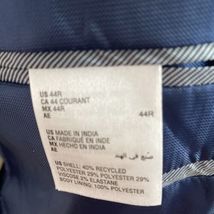 US 44R
CA 44 COURANT
MX 44R
AE 44R
US MADE IN INDIA
CA FABRIQUÉ EN INDE
MX HECHO EN INDIA
AE صنع في الهند
US SHELL: 40% RECYCLED
POLYESTER 29% POLYESTER 29%
VISCOSE 2% ELASTANE
BODY LINING: 100% POLYESTER